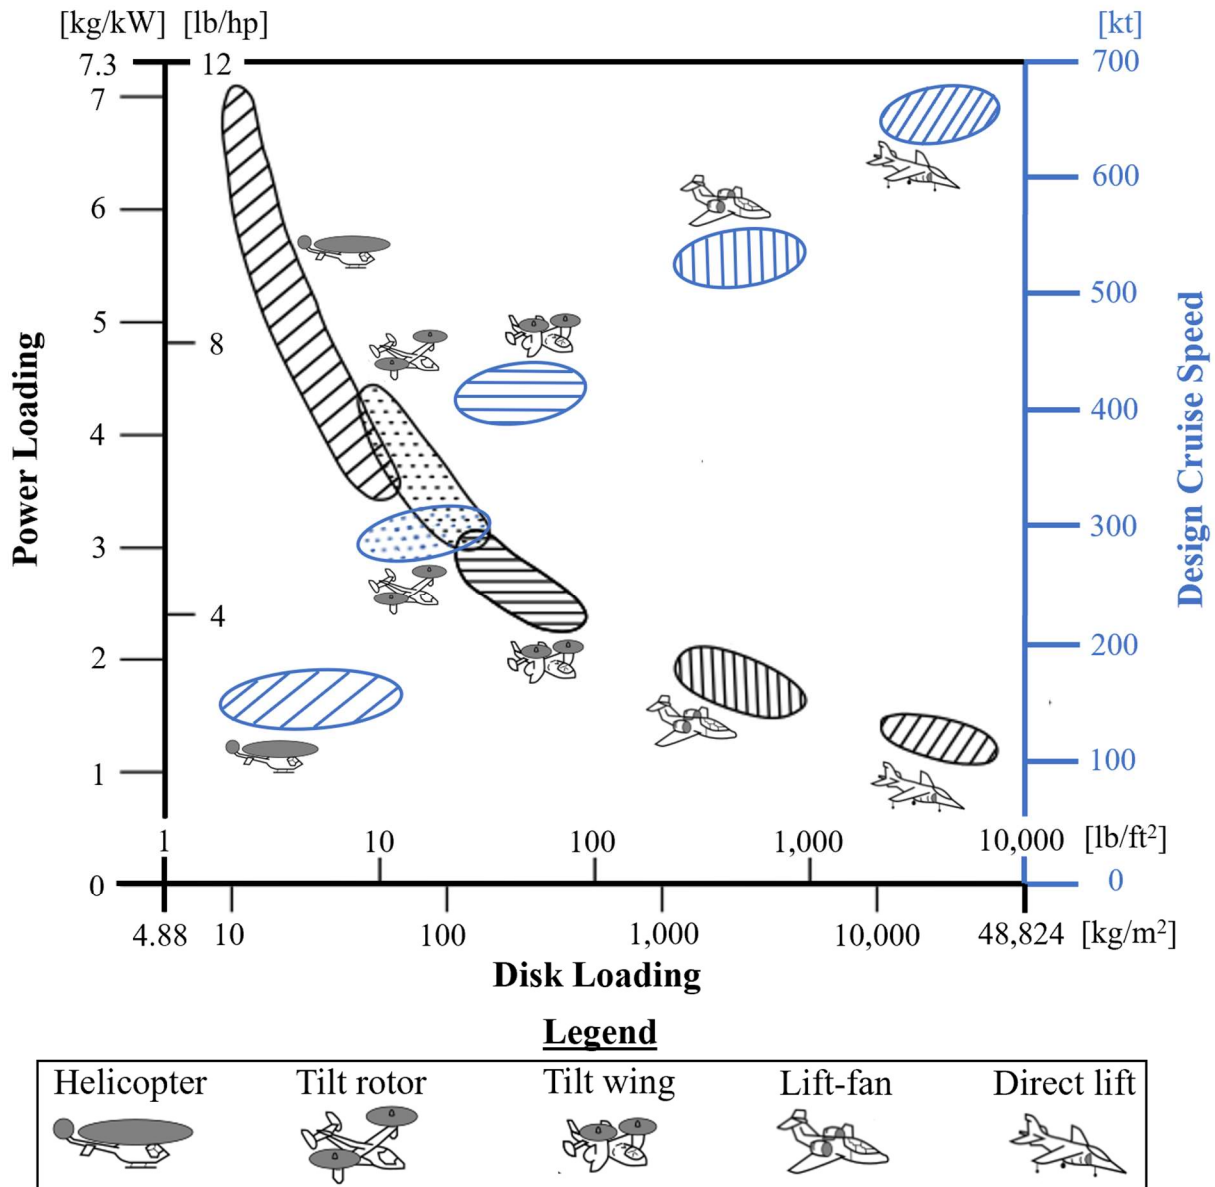 [kg/kW] [lb/hp] [kt]
7.3 12 700
7
600
6
500
5
8
400
4
300
3
4
200
2
100
1
1 10 100 1,000 10,000 [lb/ft²]
0 0
4.88 10 100 1,000 10,000 48,824 [kg/m²]
Power Loading
Design Cruise Speed
Disk Loading
Legend
Helicopter Tilt rotor Tilt wing Lift-fan Direct lift